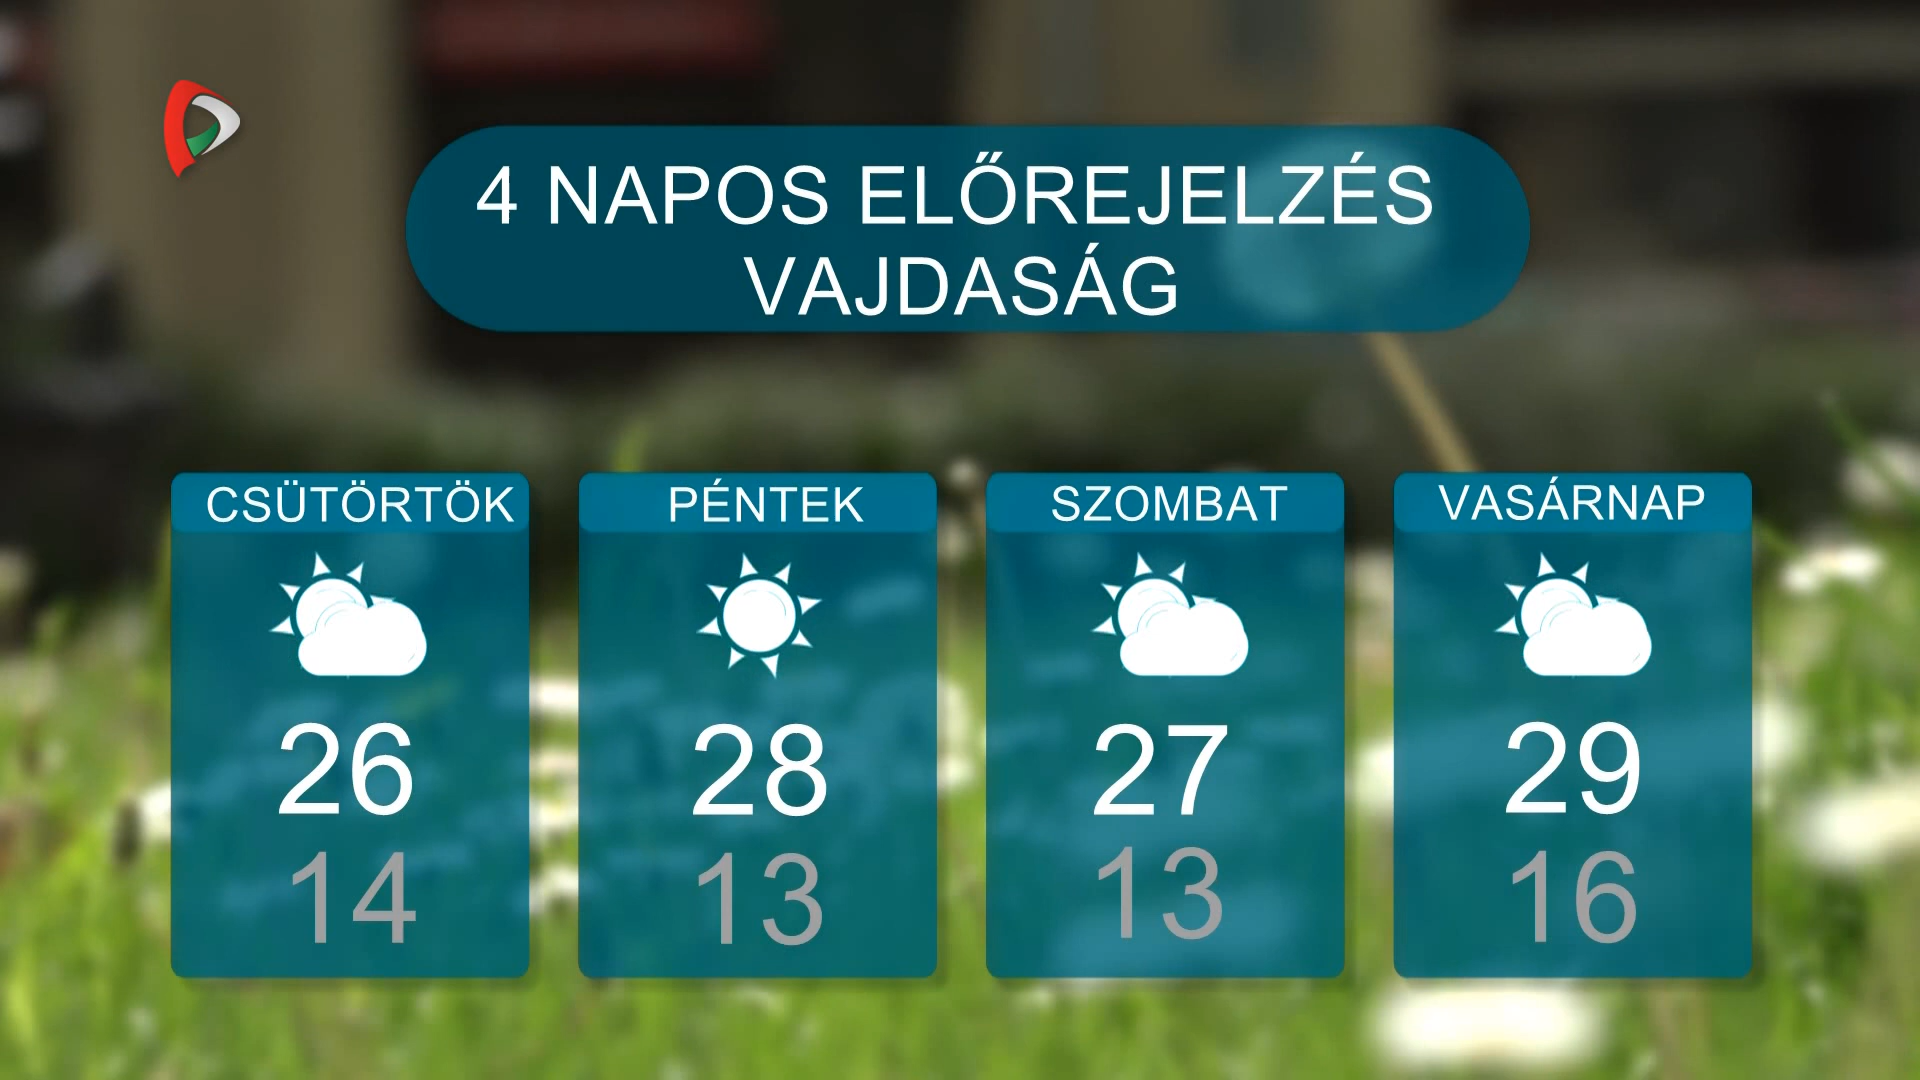 4 NAPOS ELŐREJELZÉS
VAJDASÁG
CSÜTÖRTÖK
26
14
PÉNTEK
28
13
SZOMBAT
27
13
VASÁRNAP
29
16